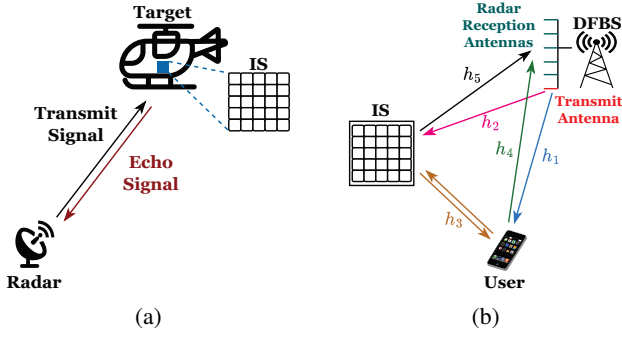 Target
IS
Transmit
Signal
Echo
Signal
Radar
(a)
Radar
Reception
Antennas
DFBS
h5
IS
h2
Transmit
Antenna
h4
h1
h3
User
(b)